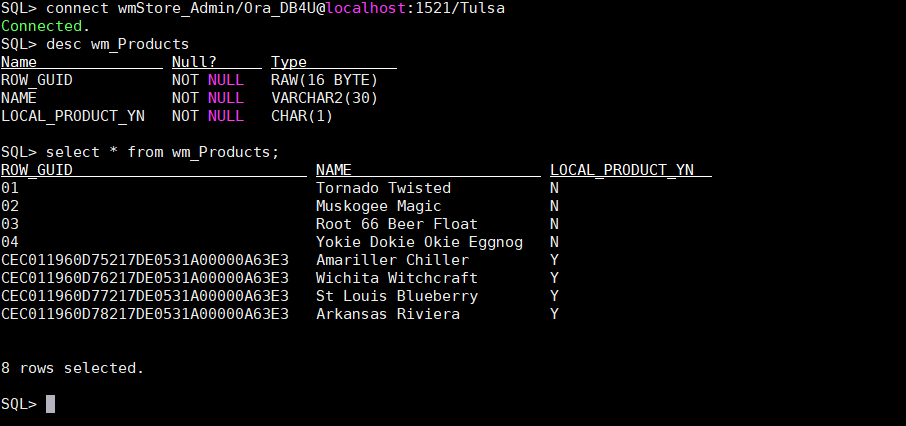 SQL> connect wmStore_Admin/Ora_DB4U@localhost:1521/Tulsa
Connected.
SQL> desc wm_Products
Name Null? Type
ROW_GUID NOT NULL RAW(16 BYTE)
NAME NOT NULL VARCHAR2(30)
LOCAL_PRODUCT_YN NOT NULL CHAR(1)
SQL> select * from wm_Products;
ROW_GUID NAME LOCAL_PRODUCT_YN
01 Tornado Twisted N
02 Muskogee Magic N
03 Root 66 Beer Float N
04 Yokie Dokie Okie Eggnog N
CEC011960D75217DE0531A00000A63E3 Amariller Chiller Y
CEC011960D76217DE0531A00000A63E3 Wichita Witchcraft Y
CEC011960D77217DE0531A00000A63E3 St Louis Blueberry Y
CEC011960D78217DE0531A00000A63E3 Arkansas Riviera Y
8 rows selected.
SQL>